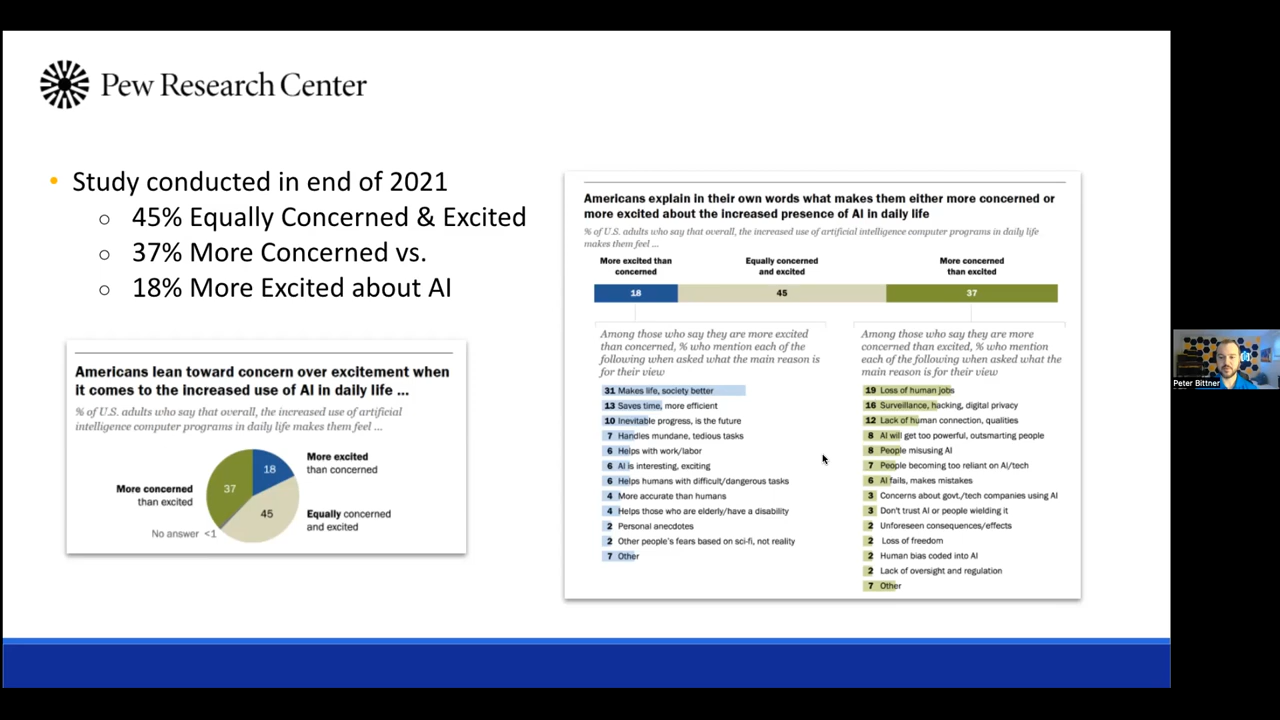 Pew Research Center
• Study conducted in end of 2021
○ 45% Equally Concerned & Excited
○ 37% More Concerned vs.
○ 18% More Excited about AI
Americans lean toward concern over excitement when
it comes to the increased use of AI in daily life ...
% of U.S. adults who say that overall, the increased use of artificial
intelligence computer programs in daily life makes them feel ...
More excited
than concerned
18
More concerned
than excited
37
45
Equally concerned
and excited
No answer <1
Americans explain in their own words what makes them either more concerned or
more excited about the increased presence of AI in daily life
% of U.S. adults who say that overall, the increased use of artificial intelligence computer programs in daily life
makes them feel ...
More excited than
concerned
Equally concerned
and excited
More concerned
than excited
18
45
37
Among those who say they are more excited
than concerned, % who mention each of the
following when asked what the main reason is
for their view
31 Makes life, society better
13 Saves time, more efficient
10 Inevitable progress, is the future
7 Handles mundane, tedious tasks
6 Helps with work/labor
6 AI is interesting, exciting
6 Helps humans with difficult/dangerous tasks
4 More accurate than humans
4 Helps those who are elderly/have a disability
2 Personal anecdotes
2 Other people's fears based on sci-fi, not reality
7 Other
Among those who say they are more
concerned than excited, % who mention
each of the following when asked what the
main reason is for their view
19 Loss of human jobs
16 Surveillance, hacking, digital privacy
12 Lack of human connection, qualities
8 AI will get too powerful, outsmarting people
8 People misusing AI
7 People becoming too reliant on AI/tech
6 AI fails, makes mistakes
3 Concerns about govt./tech companies using AI
3 Don't trust AI or people wielding it
2 Unforeseen consequences/effects
2 Loss of freedom
2 Human bias coded into AI
2 Lack of oversight and regulation
7 Other
Peter Bittner